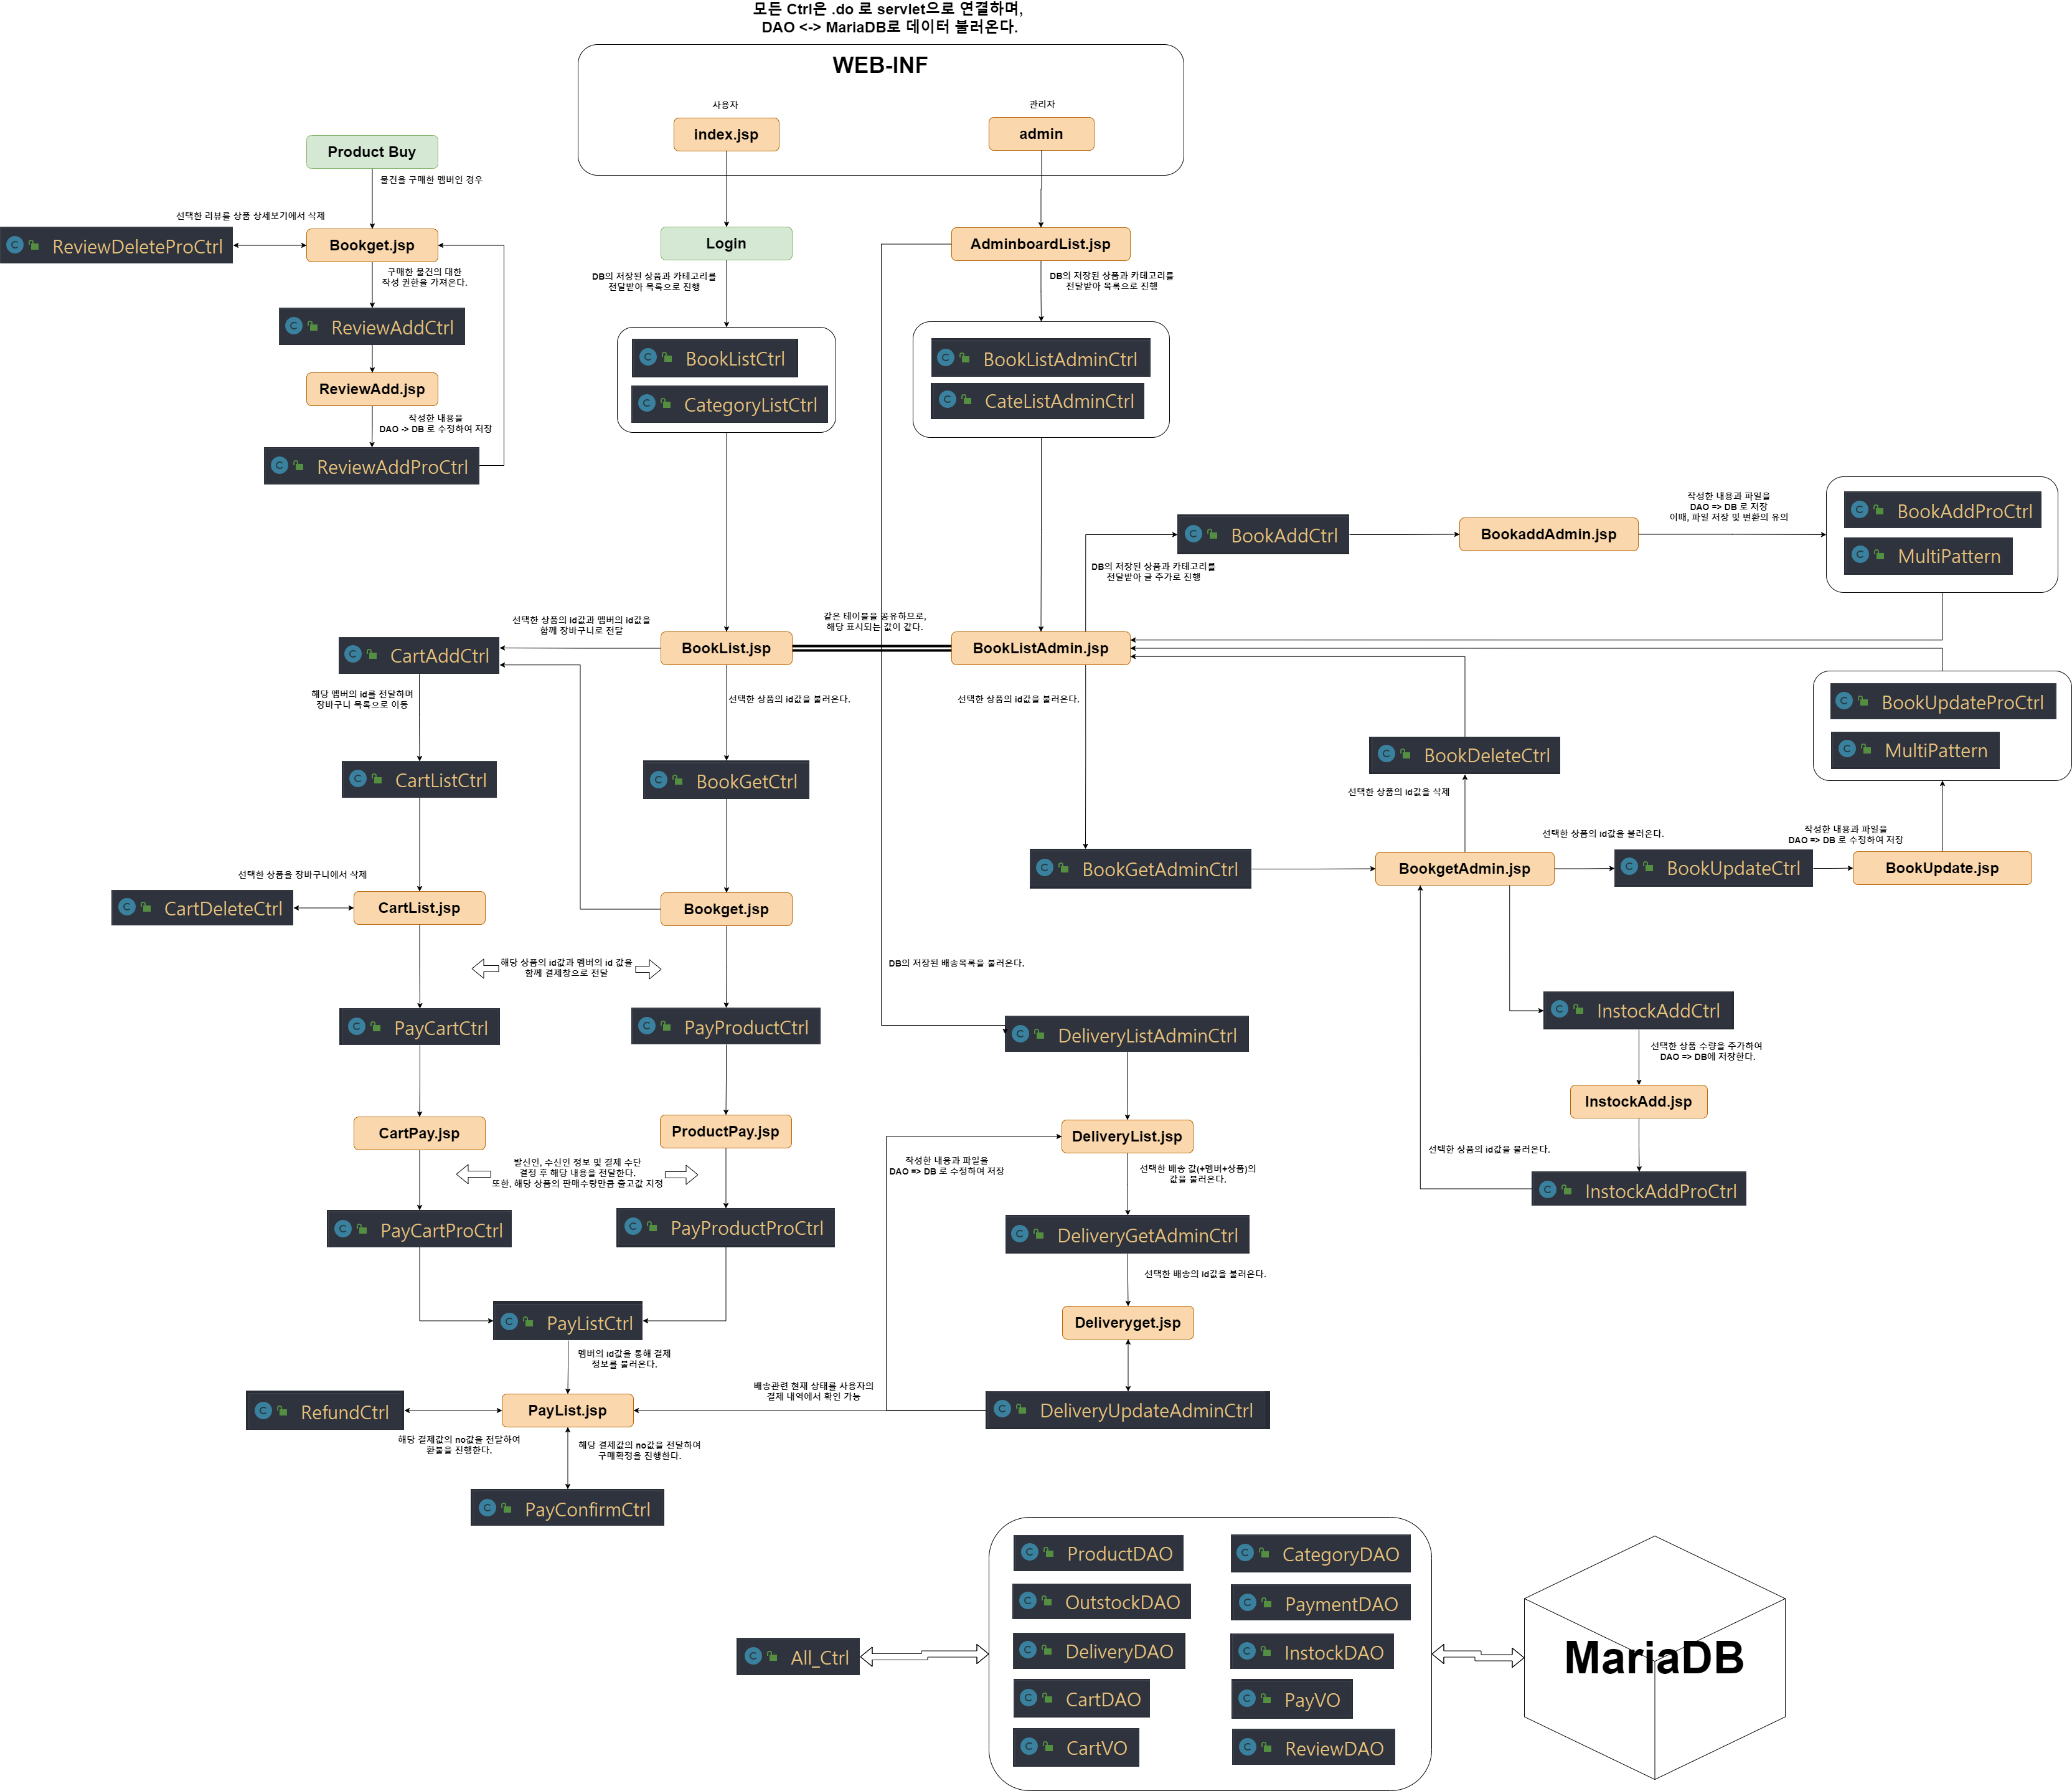 모든 Ctrl은 .do 로 servlet으로 연결하며,
DAO <-> MariaDB로 데이터 불러온다.
WEB-INF
사용자
관리자
index.jsp
admin
Product Buy
물건을 구매한 멤버인 경우
선택한 리뷰를 상품 상세보기에서 삭제
ReviewDeleteProCtrl
Bookget.jsp
구매한 물건의 대한
작성 권한을 가져온다.
ReviewAddCtrl
ReviewAdd.jsp
작성한 내용을
DAO -> DB 로 수정하여 저장
ReviewAddProCtrl
Login
DB의 저장된 상품과 카테고리를
전달받아 목록으로 진행
BookListCtrl
CategoryListCtrl
AdminboardList.jsp
DB의 저장된 상품과 카테고리를
전달받아 목록으로 진행
BookListAdminCtrl
CateListAdminCtrl
BookAddCtrl
DB의 저장된 상품과 카테고리를
전달받아 글 추가로 진행
BookaddAdmin.jsp
작성한 내용과 파일을
DAO => DB 로 저장
이때, 파일 저장 및 변환의 유의
BookAddProCtrl
MultiPattern
선택한 상품의 id값과 멤버의 id값을
함께 장바구니로 전달
CartAddCtrl
BookList.jsp
같은 테이블을 공유하므로,
해당 표시되는 값이 같다.
BookListAdmin.jsp
해당 멤버의 id를 전달하며
장바구니 목록으로 이동
선택한 상품의 id값을 불러온다.
선택한 상품의 id값을 불러온다.
BookUpdateProCtrl
MultiPattern
CartListCtrl
BookGetCtrl
BookDeleteCtrl
선택한 상품의 id값을 삭제
선택한 상품의 id값을 불러온다.
작성한 내용과 파일을
DAO => DB 로 수정하여 저장
BookGetAdminCtrl
BookgetAdmin.jsp
BookUpdateCtrl
BookUpdate.jsp
선택한 상품을 장바구니에서 삭제
CartDeleteCtrl
CartList.jsp
Bookget.jsp
해당 상품의 id값과 멤버의 id 값을
함께 결제창으로 전달
DB의 저장된 배송목록을 불러온다.
PayCartCtrl
PayProductCtrl
DeliveryListAdminCtrl
InstockAddCtrl
선택한 상품 수량을 추가하여
DAO => DB에 저장한다.
InstockAdd.jsp
CartPay.jsp
ProductPay.jsp
DeliveryList.jsp
선택한 상품의 id값을 불러온다.
발신인, 수신인 정보 및 결제 수단
결정 후 해당 내용을 전달한다.
또한, 해당 상품의 판매수량만큼 출고값 지정
작성한 내용과 파일을
DAO => DB 로 수정하여 저장
선택한 배송 값(+멤버+상품)의
값을 불러온다.
InstockAddProCtrl
PayCartProCtrl
PayProductProCtrl
DeliveryGetAdminCtrl
선택한 배송의 id값을 불러온다.
PayListCtrl
Deliveryget.jsp
멤버의 id값을 통해 결제
정보를 불러온다.
배송관련 현재 상태를 사용자의
결제 내역에서 확인 가능
RefundCtrl
PayList.jsp
DeliveryUpdateAdminCtrl
해당 결제값의 no값을 전달하여
환불을 진행한다.
해당 결제값의 no값을 전달하여
구매확정을 진행한다.
PayConfirmCtrl
ProductDAO
CategoryDAO
OutstockDAO
PaymentDAO
DeliveryDAO
InstockDAO
CartDAO
PayVO
CartVO
ReviewDAO
All_Ctrl
MariaDB